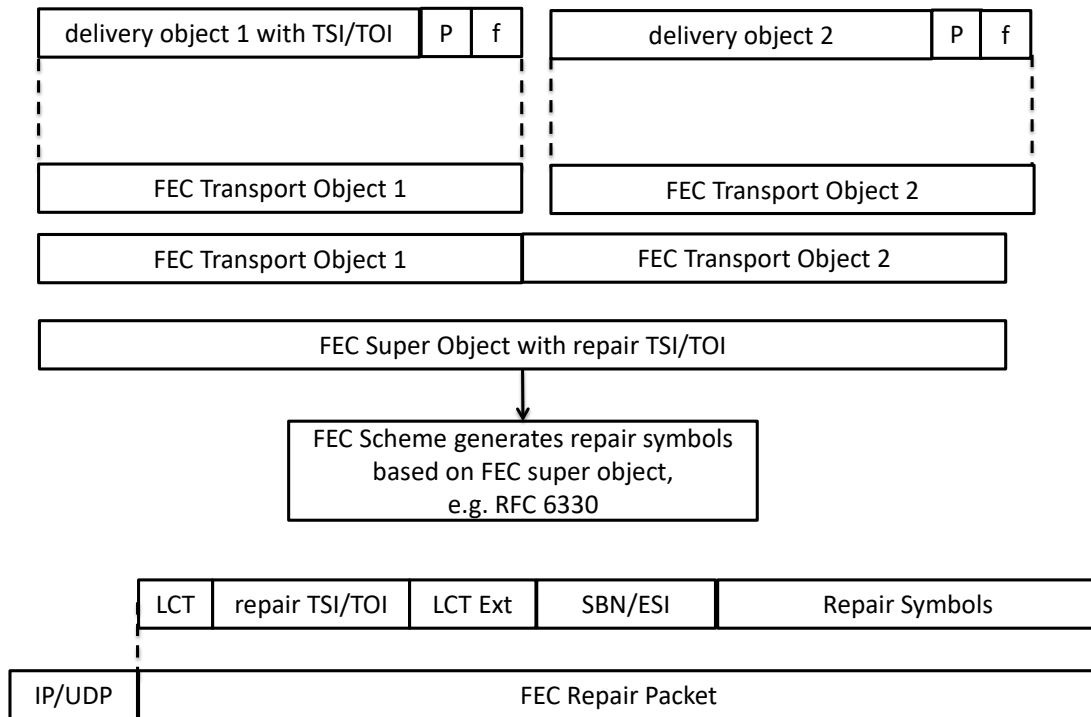 delivery object 1 with TSI/TOI P f
delivery object 2 P f
FEC Transport Object 1
FEC Transport Object 2
FEC Transport Object 1
FEC Transport Object 2
FEC Super Object with repair TSI/TOI
FEC Scheme generates repair symbols
based on FEC super object,
e.g. RFC 6330
LCT repair TSI/TOI LCT Ext SBN/ESI Repair Symbols
IP/UDP FEC Repair Packet